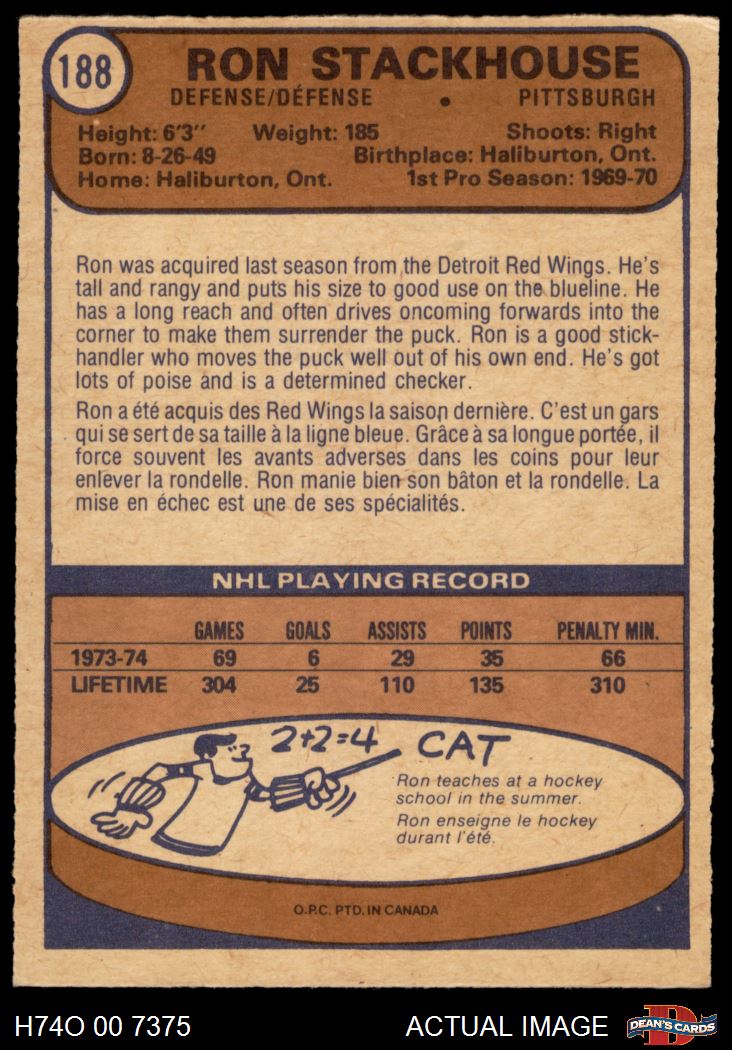 188
RON STACKHOUSE
DEFENSE/DÉFENSE • PITTSBURGH
Height: 6'3" Weight: 185 Shoots: Right
Born: 8-26-49 Birthplace: Haliburton, Ont.
Home: Haliburton, Ont. 1st Pro Season: 1969-70
Ron was acquired last season from the Detroit Red Wings. He's
tall and rangy and puts his size to good use on the blueline. He
has a long reach and often drives oncoming forwards into the
corner to make them surrender the puck. Ron is a good stick-
handler who moves the puck well out of his own end. He's got
lots of poise and is a determined checker.
Ron a été acquis des Red Wings la saison dernière. C'est un gars
qui se sert de sa taille à la ligne bleue. Grâce à sa longue portée, il
force souvent les avants adverses dans les coins pour leur
enlever la rondelle. Ron manie bien son bâton et la rondelle. La
mise en échec est une de ses spécialités.
NHL PLAYING RECORD
GAMES GOALS ASSISTS POINTS PENALTY MIN.
1973-74 69 6 29 35 66
LIFETIME 304 25 110 135 310
2+2=4 CAT
Ron teaches at a hockey
school in the summer.
Ron enseigne le hockey
durant l'été.
O.P.C. PTD. IN CANADA
H74O 00 7375 ACTUAL IMAGE DEAN'S CARDS